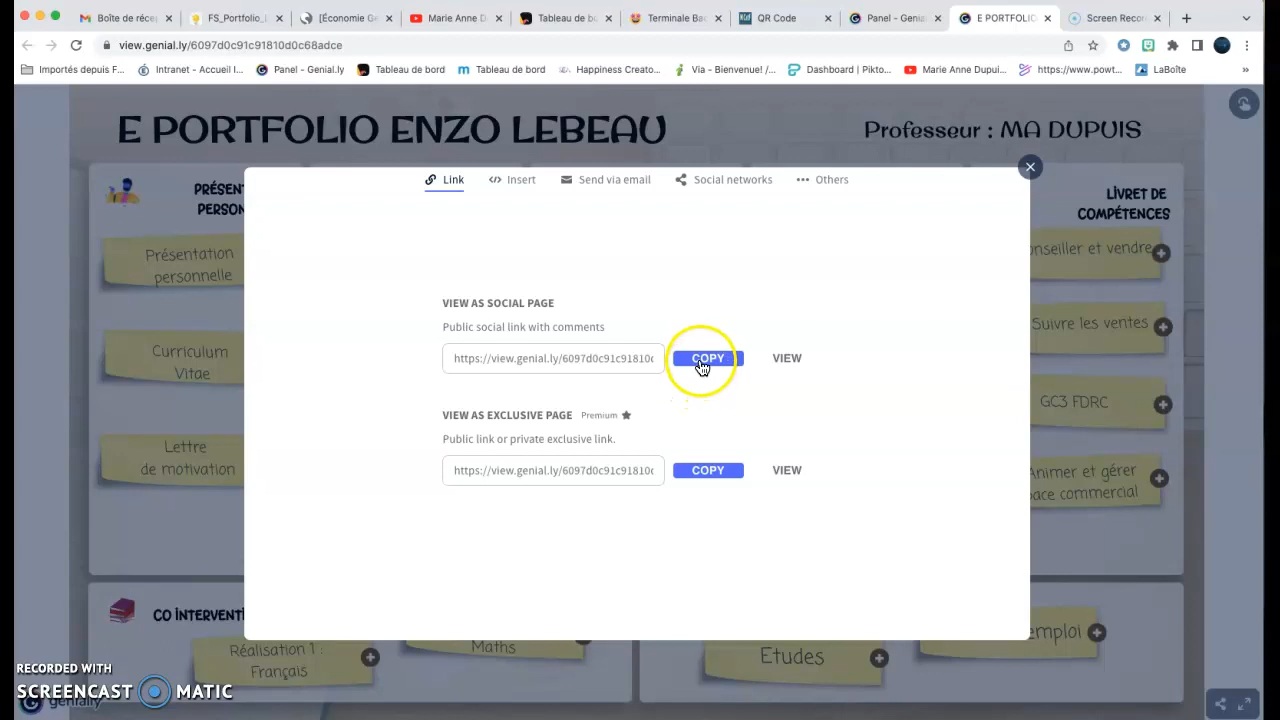 Boîte de récep
FS_Portfolio_
[Économie Ge
Marie Anne D
Tableau de bo
Terminale Bac
QR Code
Panel - Genia
E PORTFOLIO
Screen Recor
view.genial.ly/6097d0c91c91810d0c68adce
Importés depuis F...
Intranet - Accueil I...
Panel - Genial.ly
Tableau de bord
Tableau de bord
Happiness Creato...
Via - Bienvenue! /...
Dashboard | Pikto...
Marie Anne Dupui...
https://www.powt...
LaBoîte
E PORTFOLIO ENZO LEBEAU
Professeur : MA DUPUIS
Link
Insert
Send via email
Social networks
Others
PRÉSEN
PERSON
Présentation
personnelle
Curriculum
Vitae
Lettre
de motivation
VIEW AS SOCIAL PAGE
Public social link with comments
https://view.genial.ly/6097d0c91c91810c
COPY
VIEW
VIEW AS EXCLUSIVE PAGE Premium
Public link or private exclusive link.
https://view.genial.ly/6097d0c91c91810c
COPY
VIEW
LIVRET DE
COMPÉTENCES
onseiller et vendre
Suivre les ventes
GC3 FDRC
Animer et gérer
pace commercial
CO INTERVENTI
Réalisation 1 :
Français
Maths
Etudes
emploi
RECORDED WITH
SCREENCAST MATIC
genially